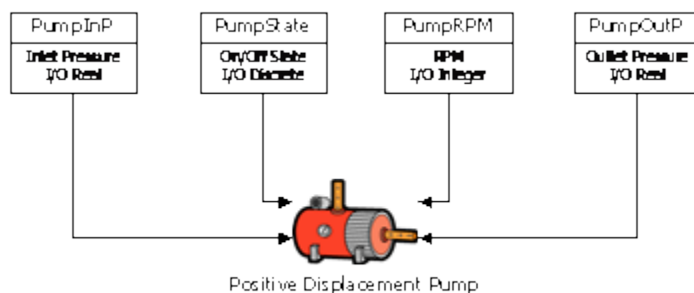 PumpInP
Inlet Pressure
I/O Real
PumpState
On/Off State
I/O Discrete
PumpRPM
RPM
I/O Integer
PumpOutP
Outlet Pressure
I/O Real
Positive Displacement Pump